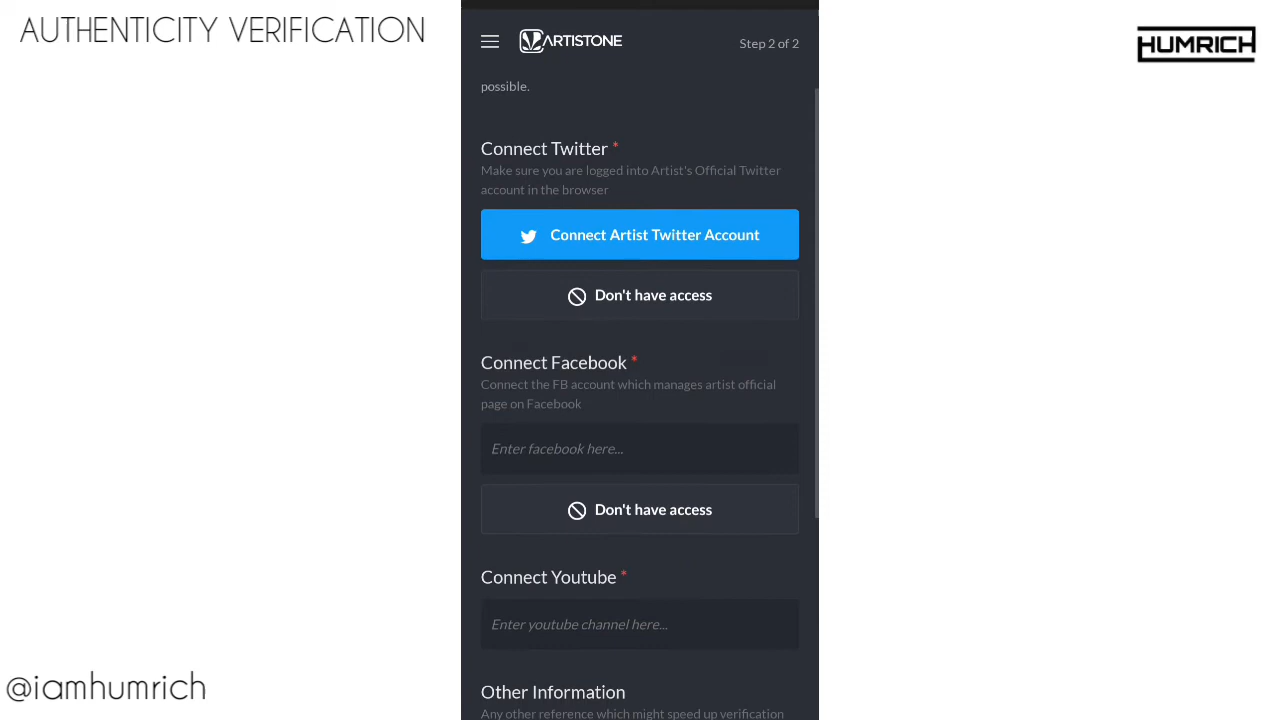 AUTHENTICITY VERIFICATION
HUMRICH
ARTISTONE
Step 2 of 2
possible.
Connect Twitter *
Make sure you are logged into Artist's Official Twitter
account in the browser
Connect Artist Twitter Account
Don't have access
Connect Facebook *
Connect the FB account which manages artist official
page on Facebook
Enter facebook here...
Don't have access
Connect Youtube *
Enter youtube channel here...
Other Information
Any other reference which might speed up verification
@iamhumrich